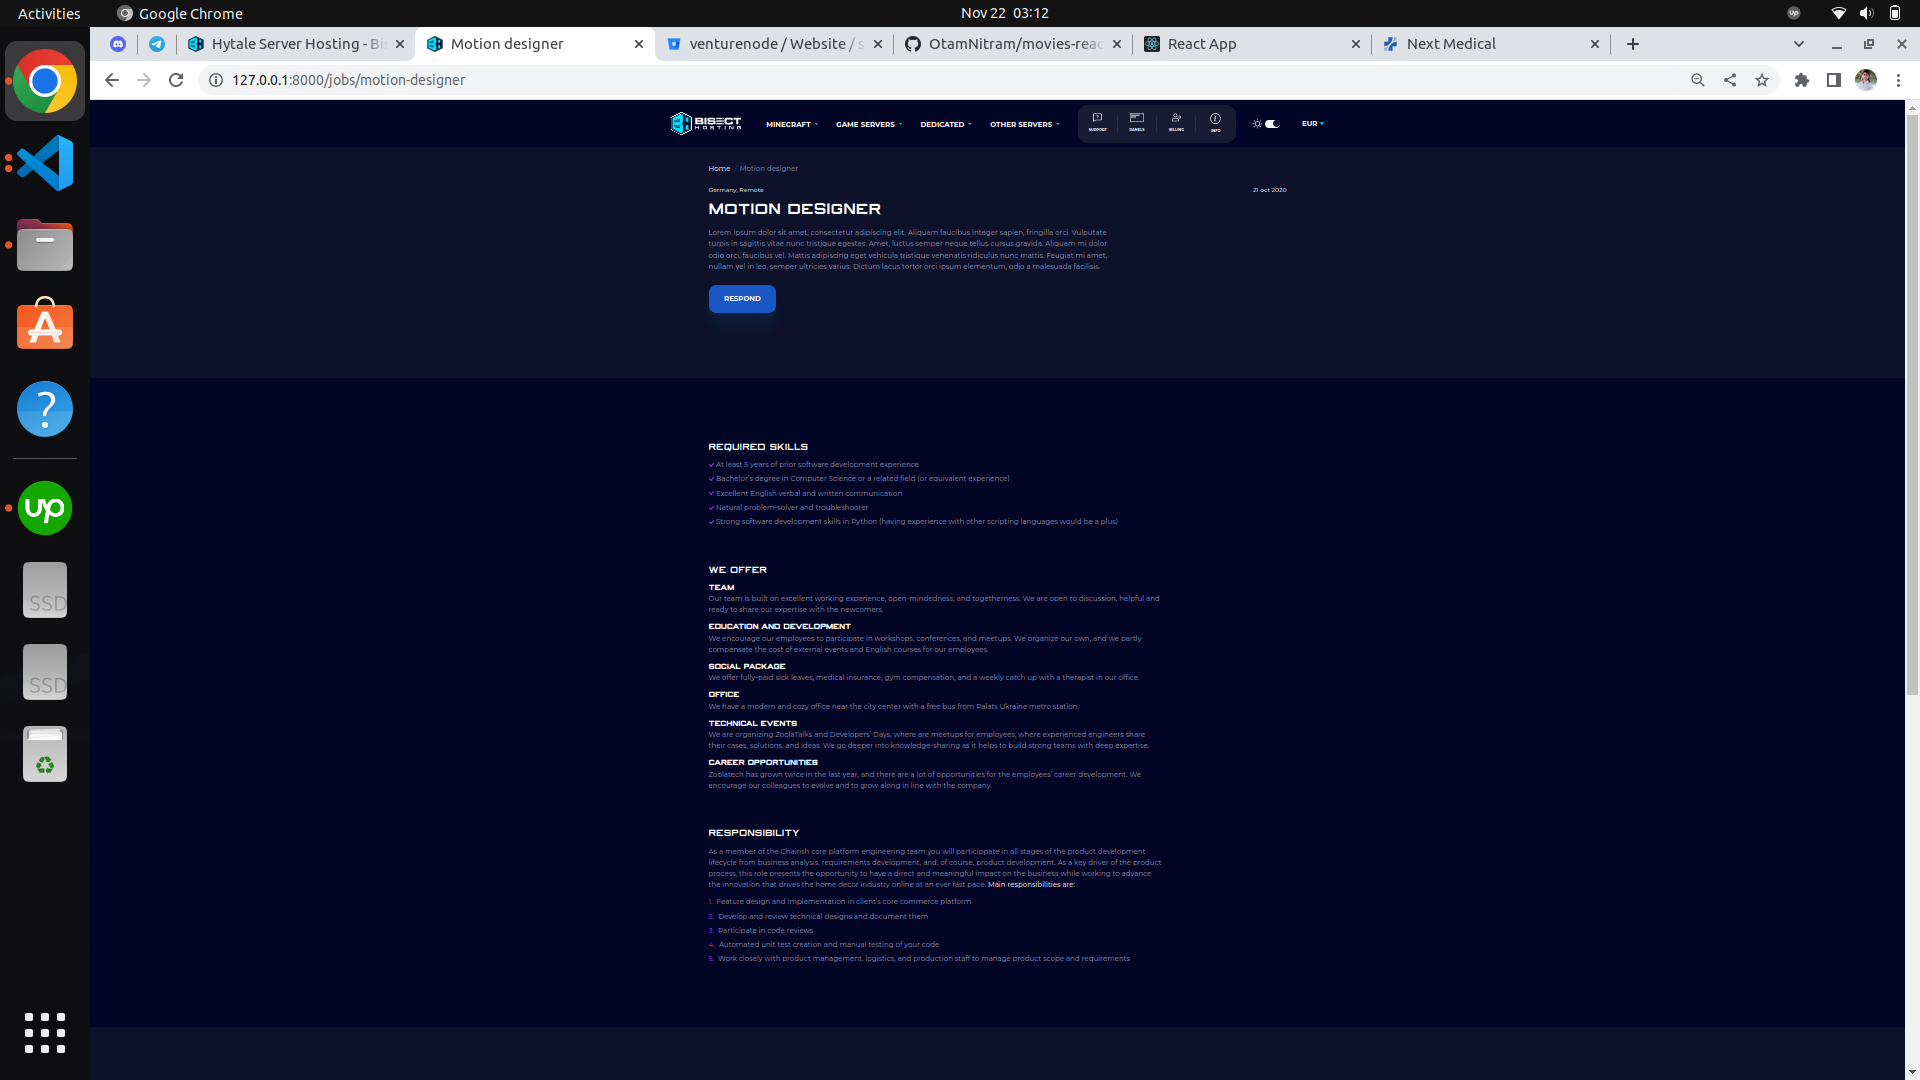 Activities
Google Chrome
Nov 22 03:12
Hytale Server Hosting - Bi
Motion designer
venturenode / Website / s
OtamNitram/movies-reac
React App
Next Medical
127.0.0.1:8000/jobs/motion-designer
BISECT
HOSTING
MINECRAFT
GAME SERVERS
DEDICATED
OTHER SERVERS
SUPPORT
PANELS
BILLING
INFO
EUR
Home / Motion designer
Germany, Remote
21 oct 2020
MOTION DESIGNER
Lorem ipsum dolor sit amet, consectetur adipiscing elit. Aliquam faucibus integer sapien, fringilla orci. Vulputate
turpis in sagittis vitae nunc tristique egestas. Amet, luctus semper neque tellus cursus gravida. Aliquam mi dolor
odio orci, faucibus vel. Mattis adipiscing eget vehicula tristique venenatis ridiculus nunc mattis. Feugiat mi amet,
nullam vel in leo, semper ultricies varius. Dictum lacus tortor orci ipsum elementum, odio a malesuada facilisis.
RESPOND
REQUIRED SKILLS
At least 5 years of prior software development experience
Bachelor's degree in Computer Science or a related field (or equivalent experience)
Excellent English verbal and written communication
Natural problem-solver and troubleshooter
Strong software development skills in Python (having experience with other scripting languages would be a plus)
WE OFFER
TEAM
Our team is built on excellent working experience, open-mindedness, and togetherness. We are open to discussion, helpful and
ready to share our expertise with the newcomers.
EDUCATION AND DEVELOPMENT
We encourage our employees to participate in workshops, conferences, and meetups. We organize our own, and we partly
compensate the cost of external events and English courses for our employees.
SOCIAL PACKAGE
We offer fully-paid sick leaves, medical insurance, gym compensation, and a weekly catch up with a therapist in our office.
OFFICE
We have a modern and cozy office near the city center with a free bus from Palats Ukraine metro station.
TECHNICAL EVENTS
We are organizing ZoolaTalks and Developers' Days, where are meetups for employees, where experienced engineers share
their cases, solutions, and ideas. We go deeper into knowledge-sharing as it helps to build strong teams with deep expertise.
CAREER OPPORTUNITIES
Zoolatech has grown twice in the last year, and there are a lot of opportunities for the employees' career development. We
encourage our colleagues to evolve and to grow along in line with the company.
RESPONSIBILITY
As a member of the Chairish core platform engineering team you will particippate in all stages of the product development
lifecycle from business analysis, requirements development, and, of course, product development. As a key driver of the product
process, this role presents the opportunity to have a direct and meaningful impact on the business while working to advance
the innovation that drives the home decor industry online at an ever fast pace. Main responsibilities are:
1. Feature design and implementation in client's core commerce platform
2. Develop and review technical designs and document them
3. Participate in code reviews
4. Automated unit test creation and manual testing of your code
5. Work closely with product management, logistics, and production staff to manage product scope and requirements
up
SSD
SSD